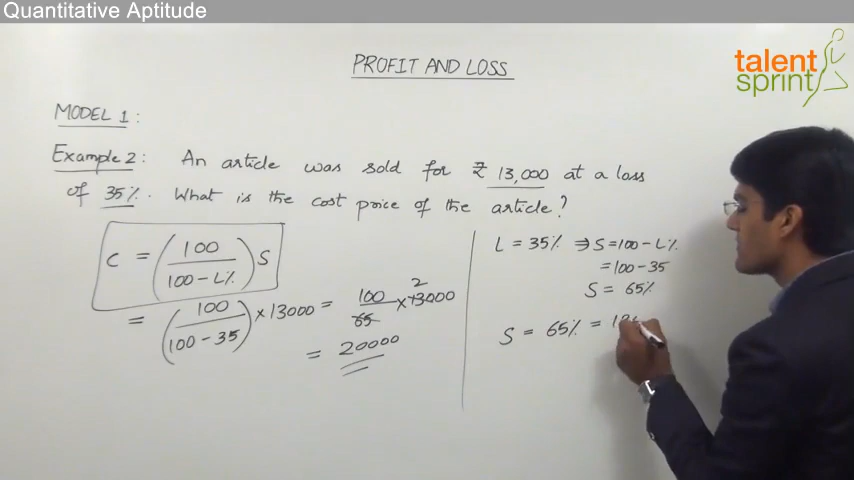 Quantitative Aptitude
talent
sprint
PROFIT AND LOSS
MODEL 1:
Example 2: An article was sold for ₹ 13,000 at a loss
of 35%. What is the cost price of the article?
C = (100 / 100 - L%) S
= (100 / 100 - 35) × 13000 = 100 / 65 × 13000 2
= 20000
L = 35% ⇒ S = 100 - L%
= 100 - 35
S = 65%
S = 65% =